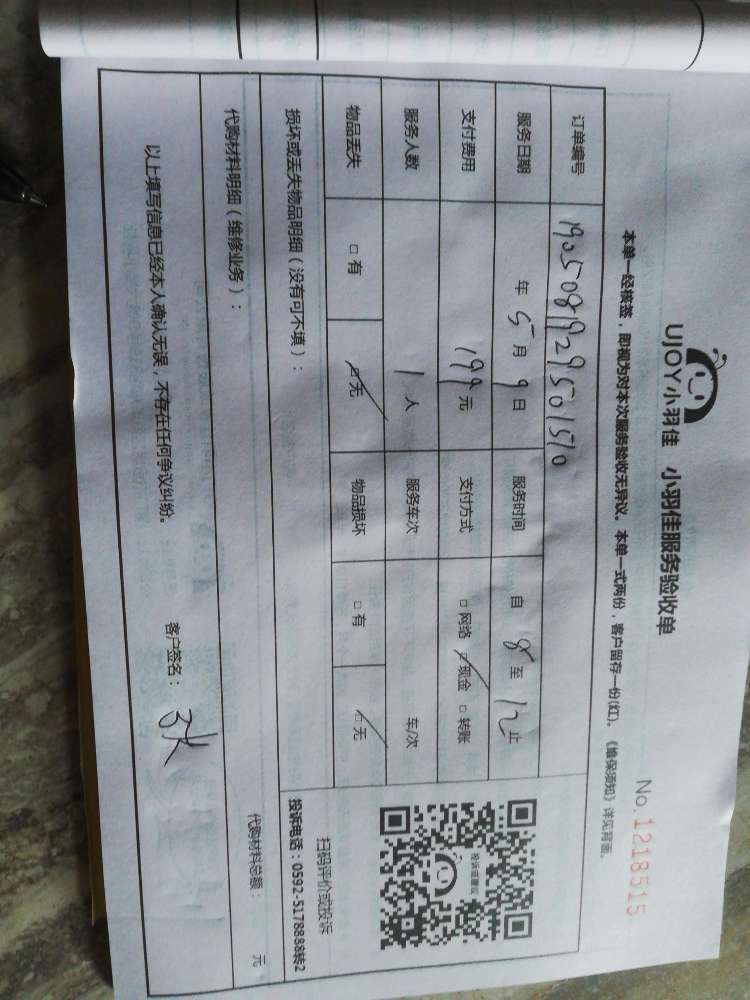 UJOY小羽佳 小羽佳服务验收单
No.1218515
本单一经核签，即视为对本次服务验收无异议。本单一式两份，客户留存一份(红)。《维保须知》详见背面。
订单编号 1905081929501510
服务日期 年 5 月 9 日 服务时间 自 8 至 12 止
支付费用 199 元 支付方式 □ 网络 □ 现金 □ 转账
服务人数 1 人 服务车次 车/次
物品丢失 □ 有 □ 无 物品损坏 □ 有 □ 无
损坏或丢失物品明细（没有可不填）：
扫码评价或投诉
投诉电话：0592-5178888转2
代购材料明细（维修业务）：
代购材料总额： 元
以上填写信息已经本人确认无误，不存在任何争议纠纷。
客户签名：